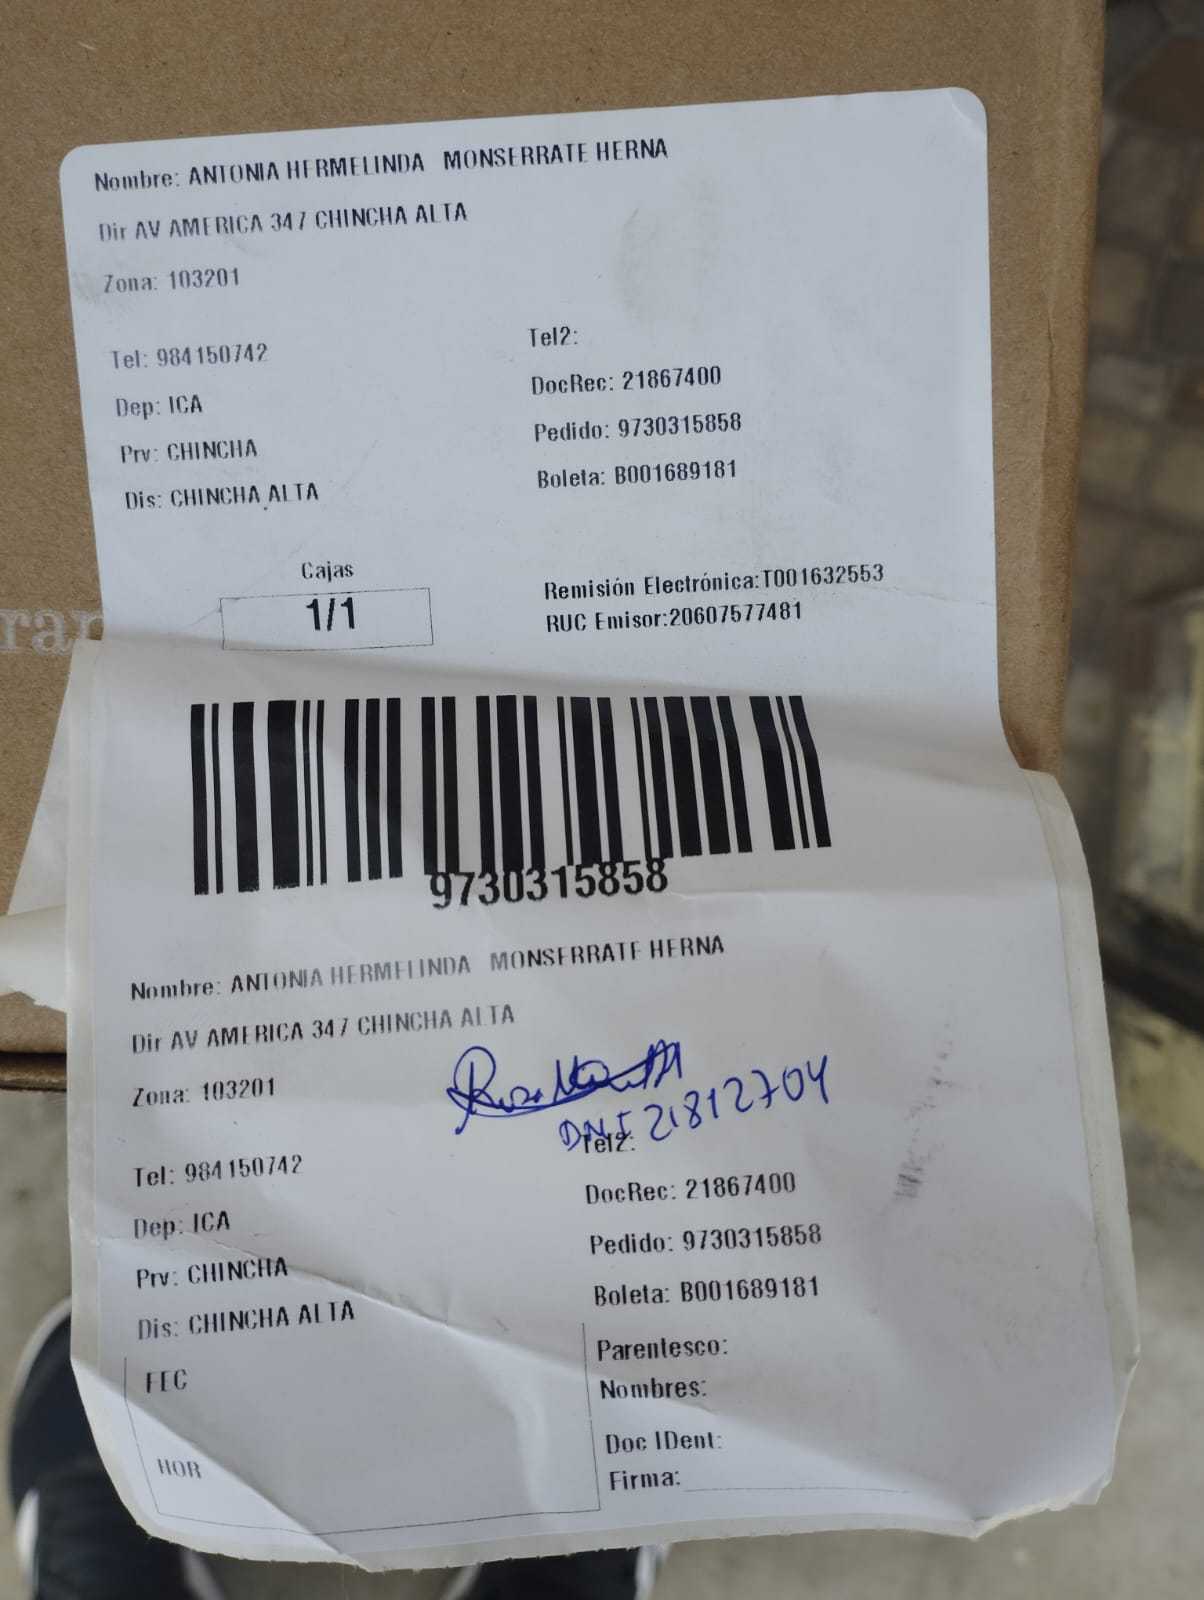 Nombre: ANTONIA HERMELINDA MONSERRATE HERNA
Dir AV AMERICA 347 CHINCHA ALTA
Zona: 103201
Tel: 984150742
Tel2:
Dep: ICA
DocRec: 21867400
Prv: CHINCHA
Pedido: 9730315858
Dis: CHINCHA ALTA
Boleta: B001689181
Cajas
1/1
Remisión Electrónica:T001632553
RUC Emisor:20607577481
9730315858
Nombre: ANTONIA HERMELINDA MONSERRATE HERNA
Dir AV AMERICA 347 CHINCHA ALTA
Zona: 103201
DNI 21812704
Tel: 984150742
Tel2:
Dep: ICA
DocRec: 21867400
Prv: CHINCHA
Pedido: 9730315858
Dis: CHINCHA ALTA
Boleta: B001689181
FEC
HOR
Parentesco:
Nombres:
Doc IDent:
Firma: